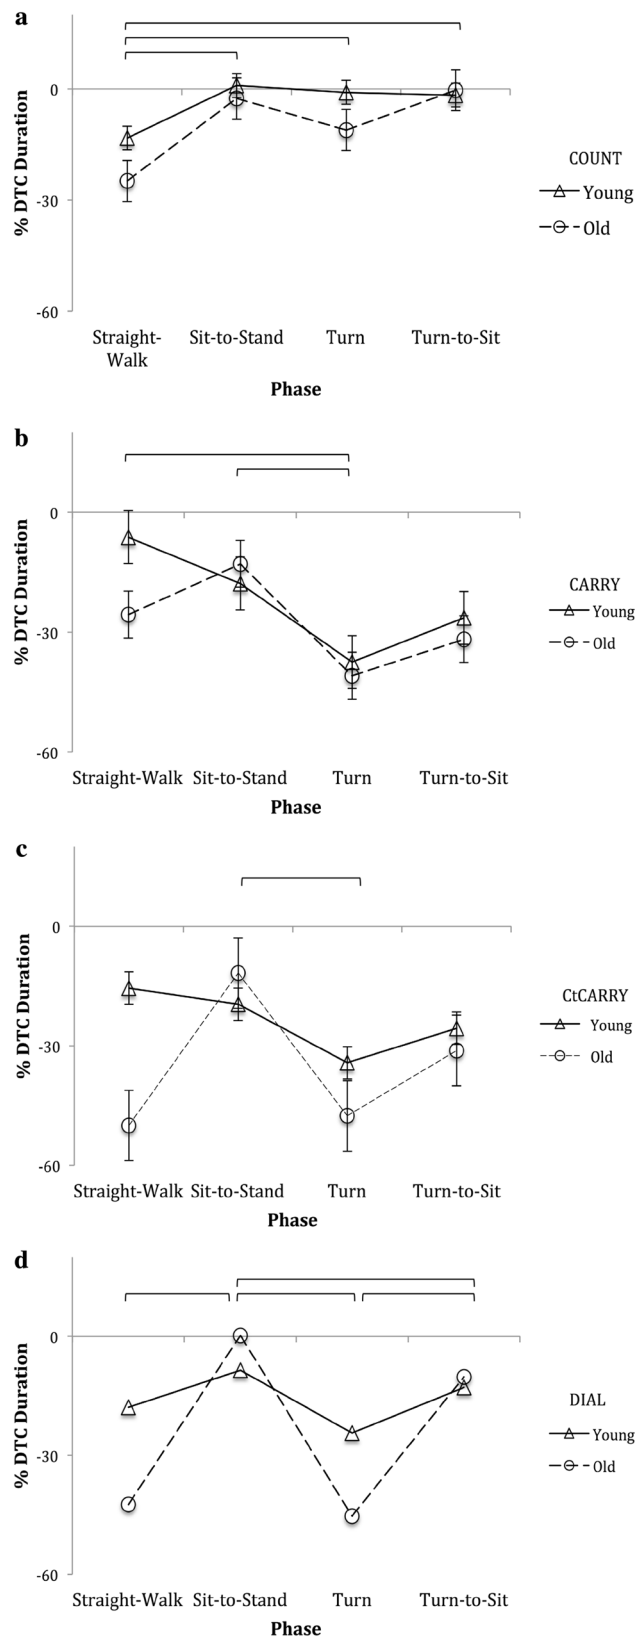 a
% DTC Duration
0
-30
-60
COUNT
Young
Old
Straight-
Walk
Sit-to-Stand
Turn
Turn-to-Sit
Phase
b
% DTC Duration
0
-30
-60
CARRY
Young
Old
Straight-Walk Sit-to-Stand Turn Turn-to-Sit
Phase
c
% DTC Duration
0
-30
-60
CtCARRY
Young
Old
Straight-Walk Sit-to-Stand Turn Turn-to-Sit
Phase
d
% DTC Duration
0
-30
-60
DIAL
Young
Old
Straight-Walk Sit-to-Stand Turn Turn-to-Sit
Phase